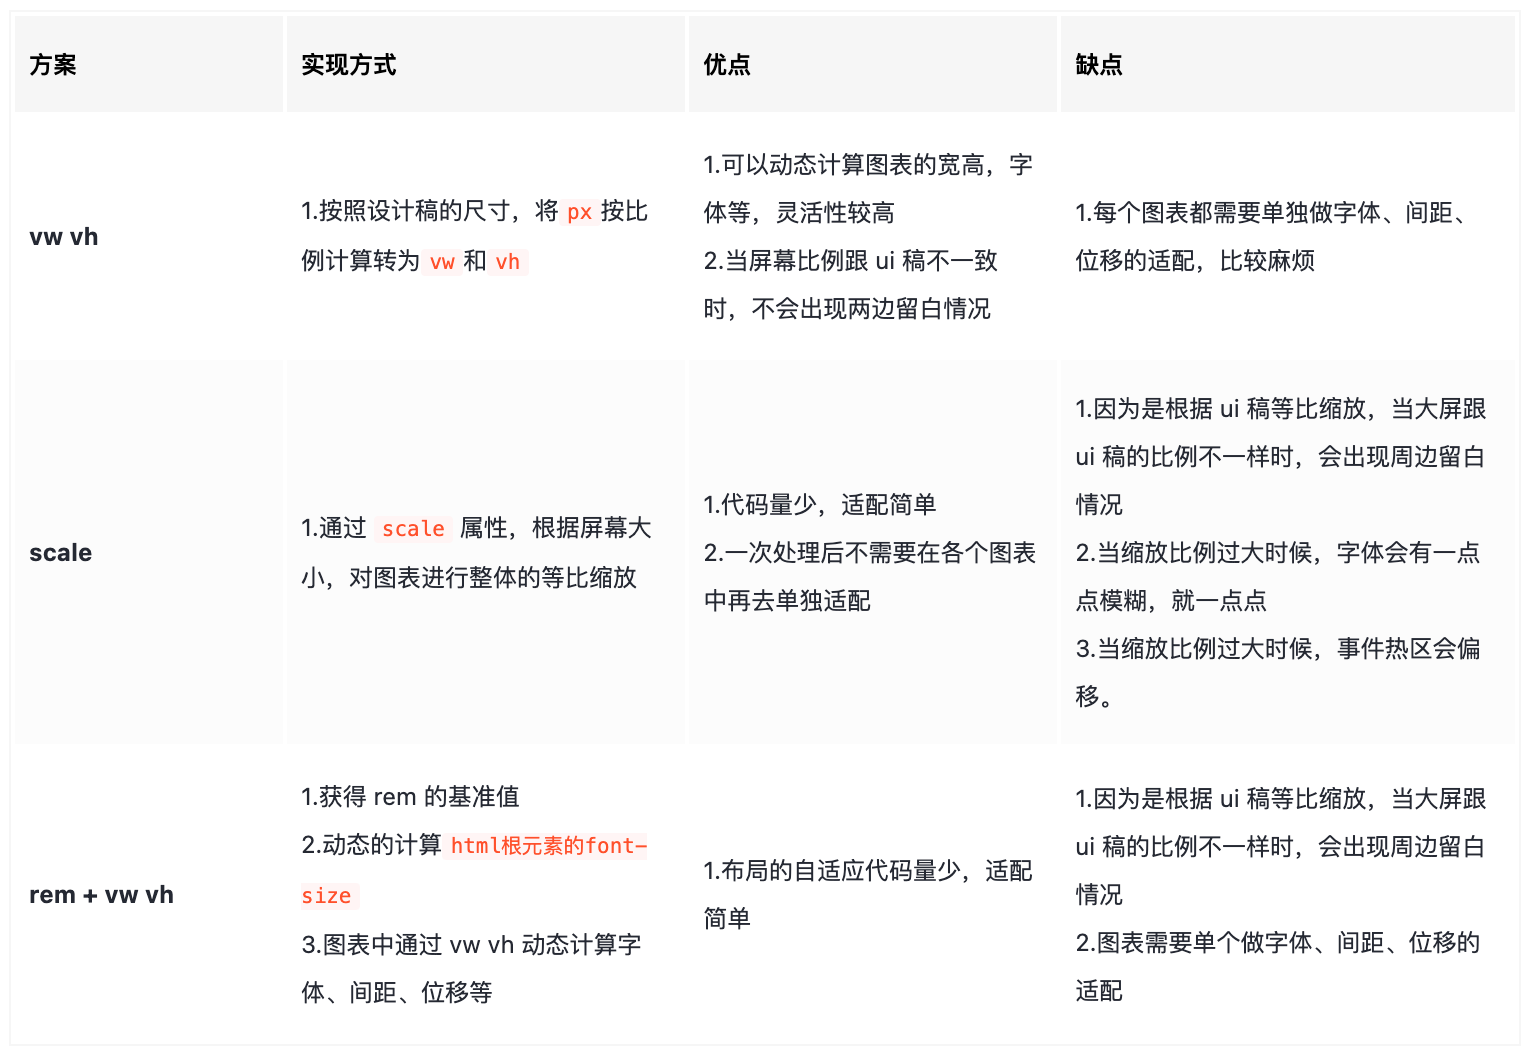 方案
实现方式
优点
缺点
vw vh
1.按照设计稿的尺寸，将 px 按比
例计算转为 vw 和 vh
1.可以动态计算图表的宽高，字
体等，灵活性较高
2.当屏幕比例跟 ui 稿不一致
时，不会出现两边留白情况
1.每个图表都需要单独做字体、间距、
位移的适配，比较麻烦
scale
1.通过 scale 属性，根据屏幕大
小，对图表进行整体的等比缩放
1.代码量少，适配简单
2.一次处理后不需要在各个图表
中再去单独适配
1.因为是根据 ui 稿等比缩放，当大屏跟
ui 稿的比例不一样时，会出现周边留白
情况
2.当缩放比例过大时候，字体会有一点
点模糊，就一点点
3.当缩放比例过大时候，事件热区会偏
移。
rem + vw vh
1.获得 rem 的基准值
2.动态的计算 html根元素的font-
size
3.图表中通过 vw vh 动态计算字
体、间距、位移等
1.布局的自适应代码量少，适配
简单
1.因为是根据 ui 稿等比缩放，当大屏跟
ui 稿的比例不一样时，会出现周边留白
情况
2.图表需要单个做字体、间距、位移的
适配